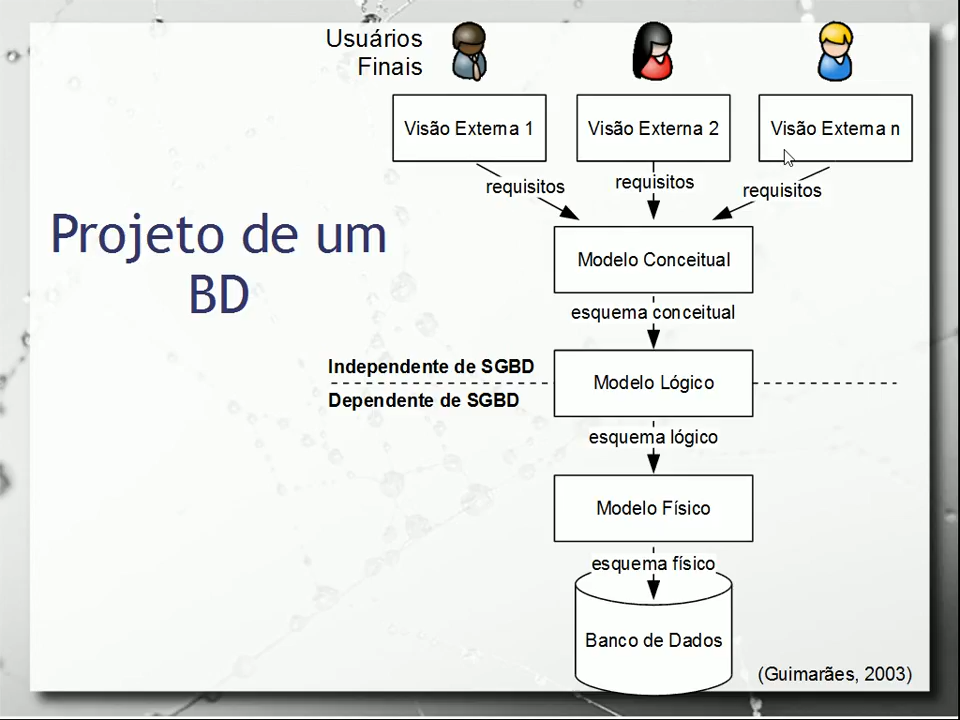 Usuários
Finais
Visão Externa 1
Visão Externa 2
Visão Externa n
requisitos
requisitos
requisitos
Projeto de um
BD
Modelo Conceitual
esquema conceitual
Independente de SGBD
Modelo Lógico
Dependente de SGBD
esquema lógico
Modelo Físico
esquema físico
Banco de Dados
(Guimarães, 2003)